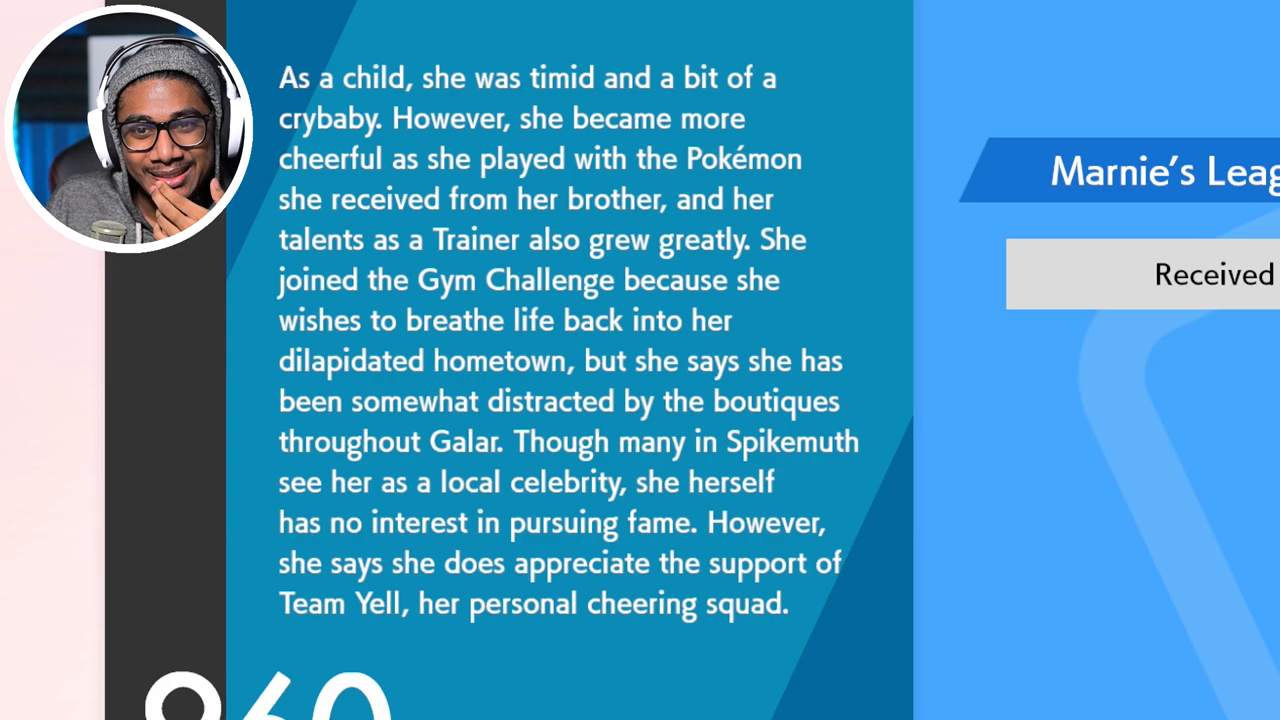 As a child, she was timid and a bit of a
crybaby. However, she became more
cheerful as she played with the Pokémon
she received from her brother, and her
talents as a Trainer also grew greatly. She
joined the Gym Challenge because she
wishes to breathe life back into her
dilapidated hometown, but she says she has
been somewhat distracted by the boutiques
throughout Galar. Though many in Spikemuth
see her as a local celebrity, she herself
has no interest in pursuing fame. However,
she says she does appreciate the support of
Team Yell, her personal cheering squad.
Marnie's Leag
Received